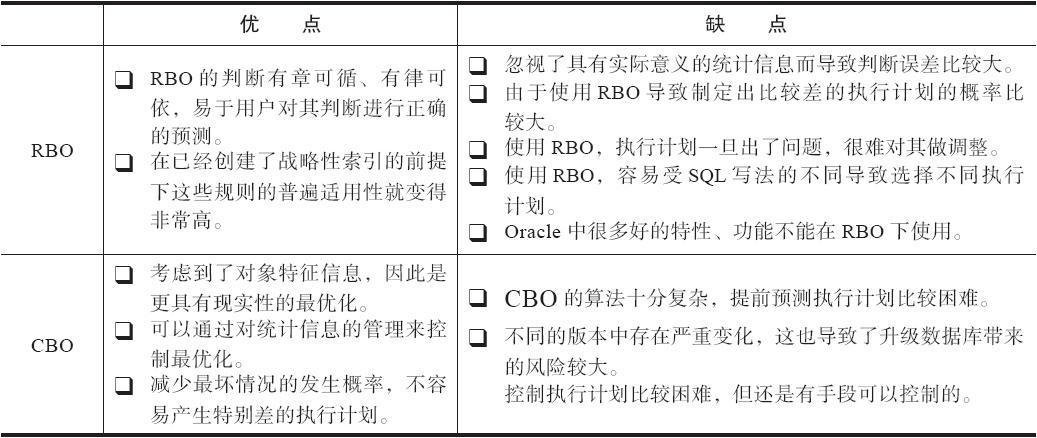 优 点
缺 点
RBO
❑ RBO 的判断有章可循、有律可
依，易于用户对其判断进行正确
的预测。
❑ 在已经创建了战略性索引的前提
下这些规则的普遍适用性就变得
非常高。
❑ 忽视了具有实际意义的统计信息而导致判断误差比较大。
❑ 由于使用 RBO 导致制定出比较差的执行计划的概率比
较大。
❑ 使用 RBO，执行计划一旦出了问题，很难对其做调整。
❑ 使用 RBO，容易受 SQL 写法的不同导致选择不同执行
计划。
❑ Oracle 中很多好的特性、功能不能在 RBO 下使用。
CBO
❑ 考虑到了对象特征信息，因此是
更具有现实性的最优化。
❑ 可以通过对统计信息的管理来控
制最优化。
❑ 减少最坏情况的发生概率，不容
易产生特别差的执行计划。
❑ CBO 的算法十分复杂，提前预测执行计划比较困难。
❑ 不同的版本中存在严重变化，这也导致了升级数据库带来
的风险较大。
控制执行计划比较困难，但还是有手段可以控制的。